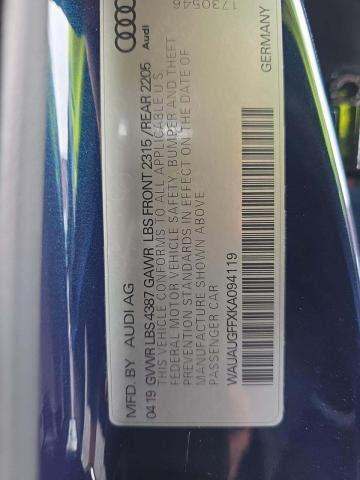 1730546
Audi
MFD. BY AUDI AG
04.19 GVWR LBS 4387 GAWR LBS FRONT 2315/REAR 2205
THIS VEHICLE CONFORMS TO ALL APPLICABLE U.S.
FEDERAL MOTOR VEHICLE SAFETY, BUMPER AND THEFT
PREVENTION STANDARDS IN EFFECT ON THE DATE OF
MANUFACTURE SHOWN ABOVE
PASSENGER CAR
WAUAUGFFXKA094119
GERMANY